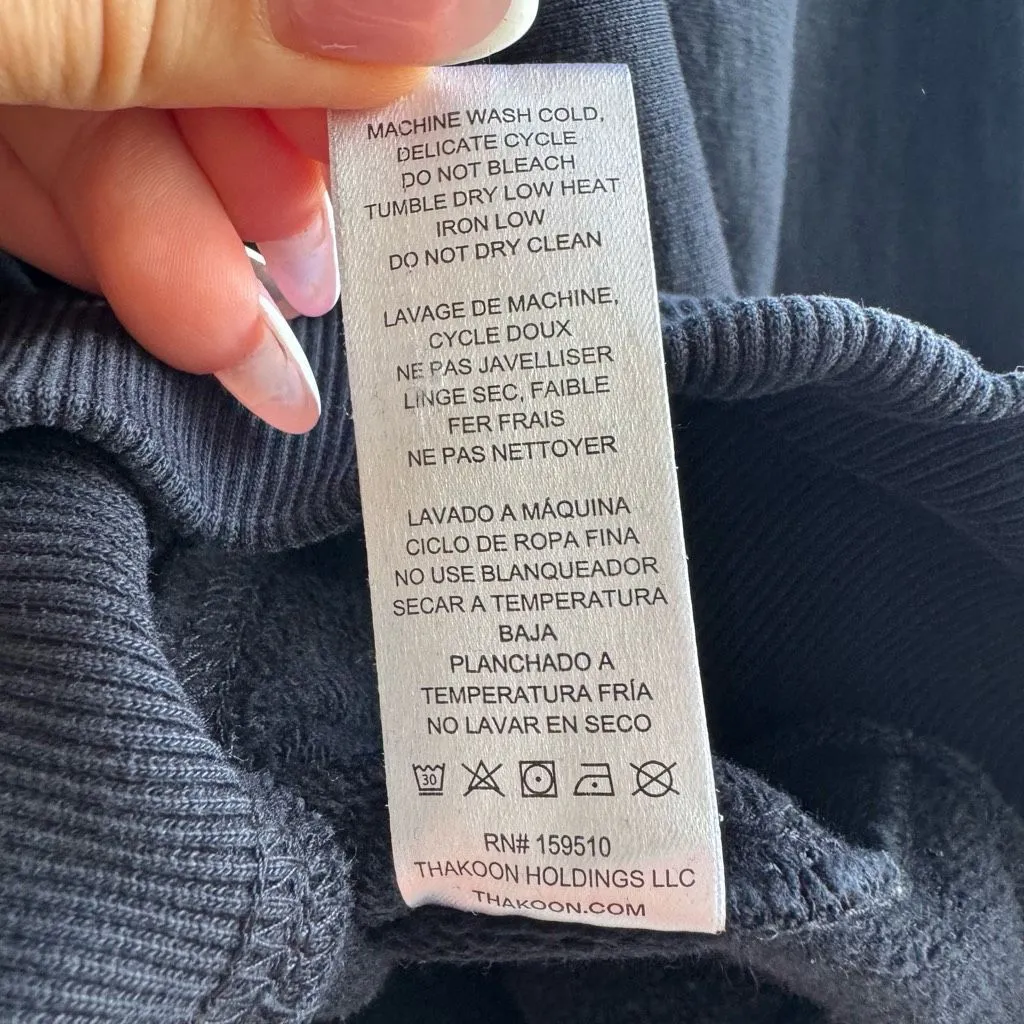 MACHINE WASH COLD,
DELICATE CYCLE
DO NOT BLEACH
TUMBLE DRY LOW HEAT
IRON LOW
DO NOT DRY CLEAN
LAVAGE DE MACHINE,
CYCLE DOUX
NE PAS JAVELLISER
LINGE SEC, FAIBLE
FER FRAIS
NE PAS NETTOYER
LAVADO A MÁQUINA
CICLO DE ROPA FINA
NO USE BLANQUEADOR
SECAR A TEMPERATURA
BAJA
PLANCHADO A
TEMPERATURA FRÍA
NO LAVAR EN SECO
30
RN# 159510
THAKOON HOLDINGS LLC
THAKOON.COM